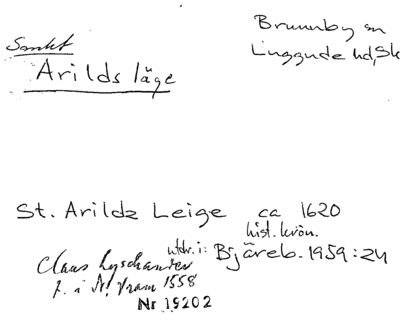 Sankt
Arilds läge
Brunnby sn
Luggude hd, Sk
St. Arildz Leige ca 1620
hist. krön.
utdr. i: Bjäreb. 1959:24
Claus Lyschander
f. i N. Vram 1558
Nr 19202